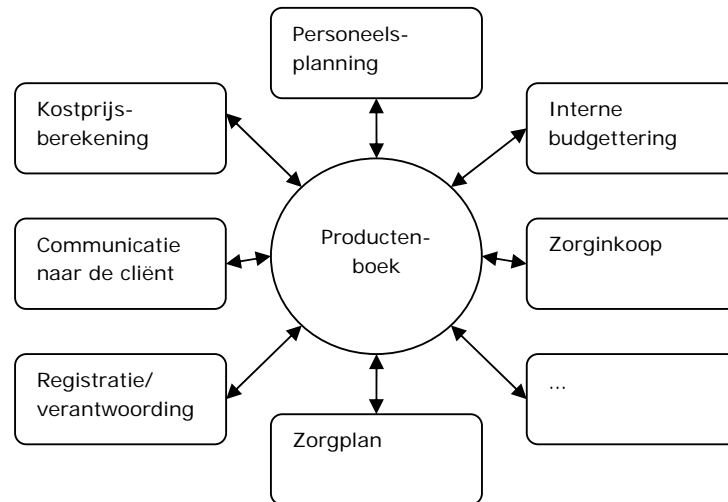 Personeels-
planning
Kostprijs-
berekening
Interne
budgettering
Producten-
boek
Communicatie
naar de cliënt
Zorginkoop
Registratie/
verantwoording
...
Zorgplan